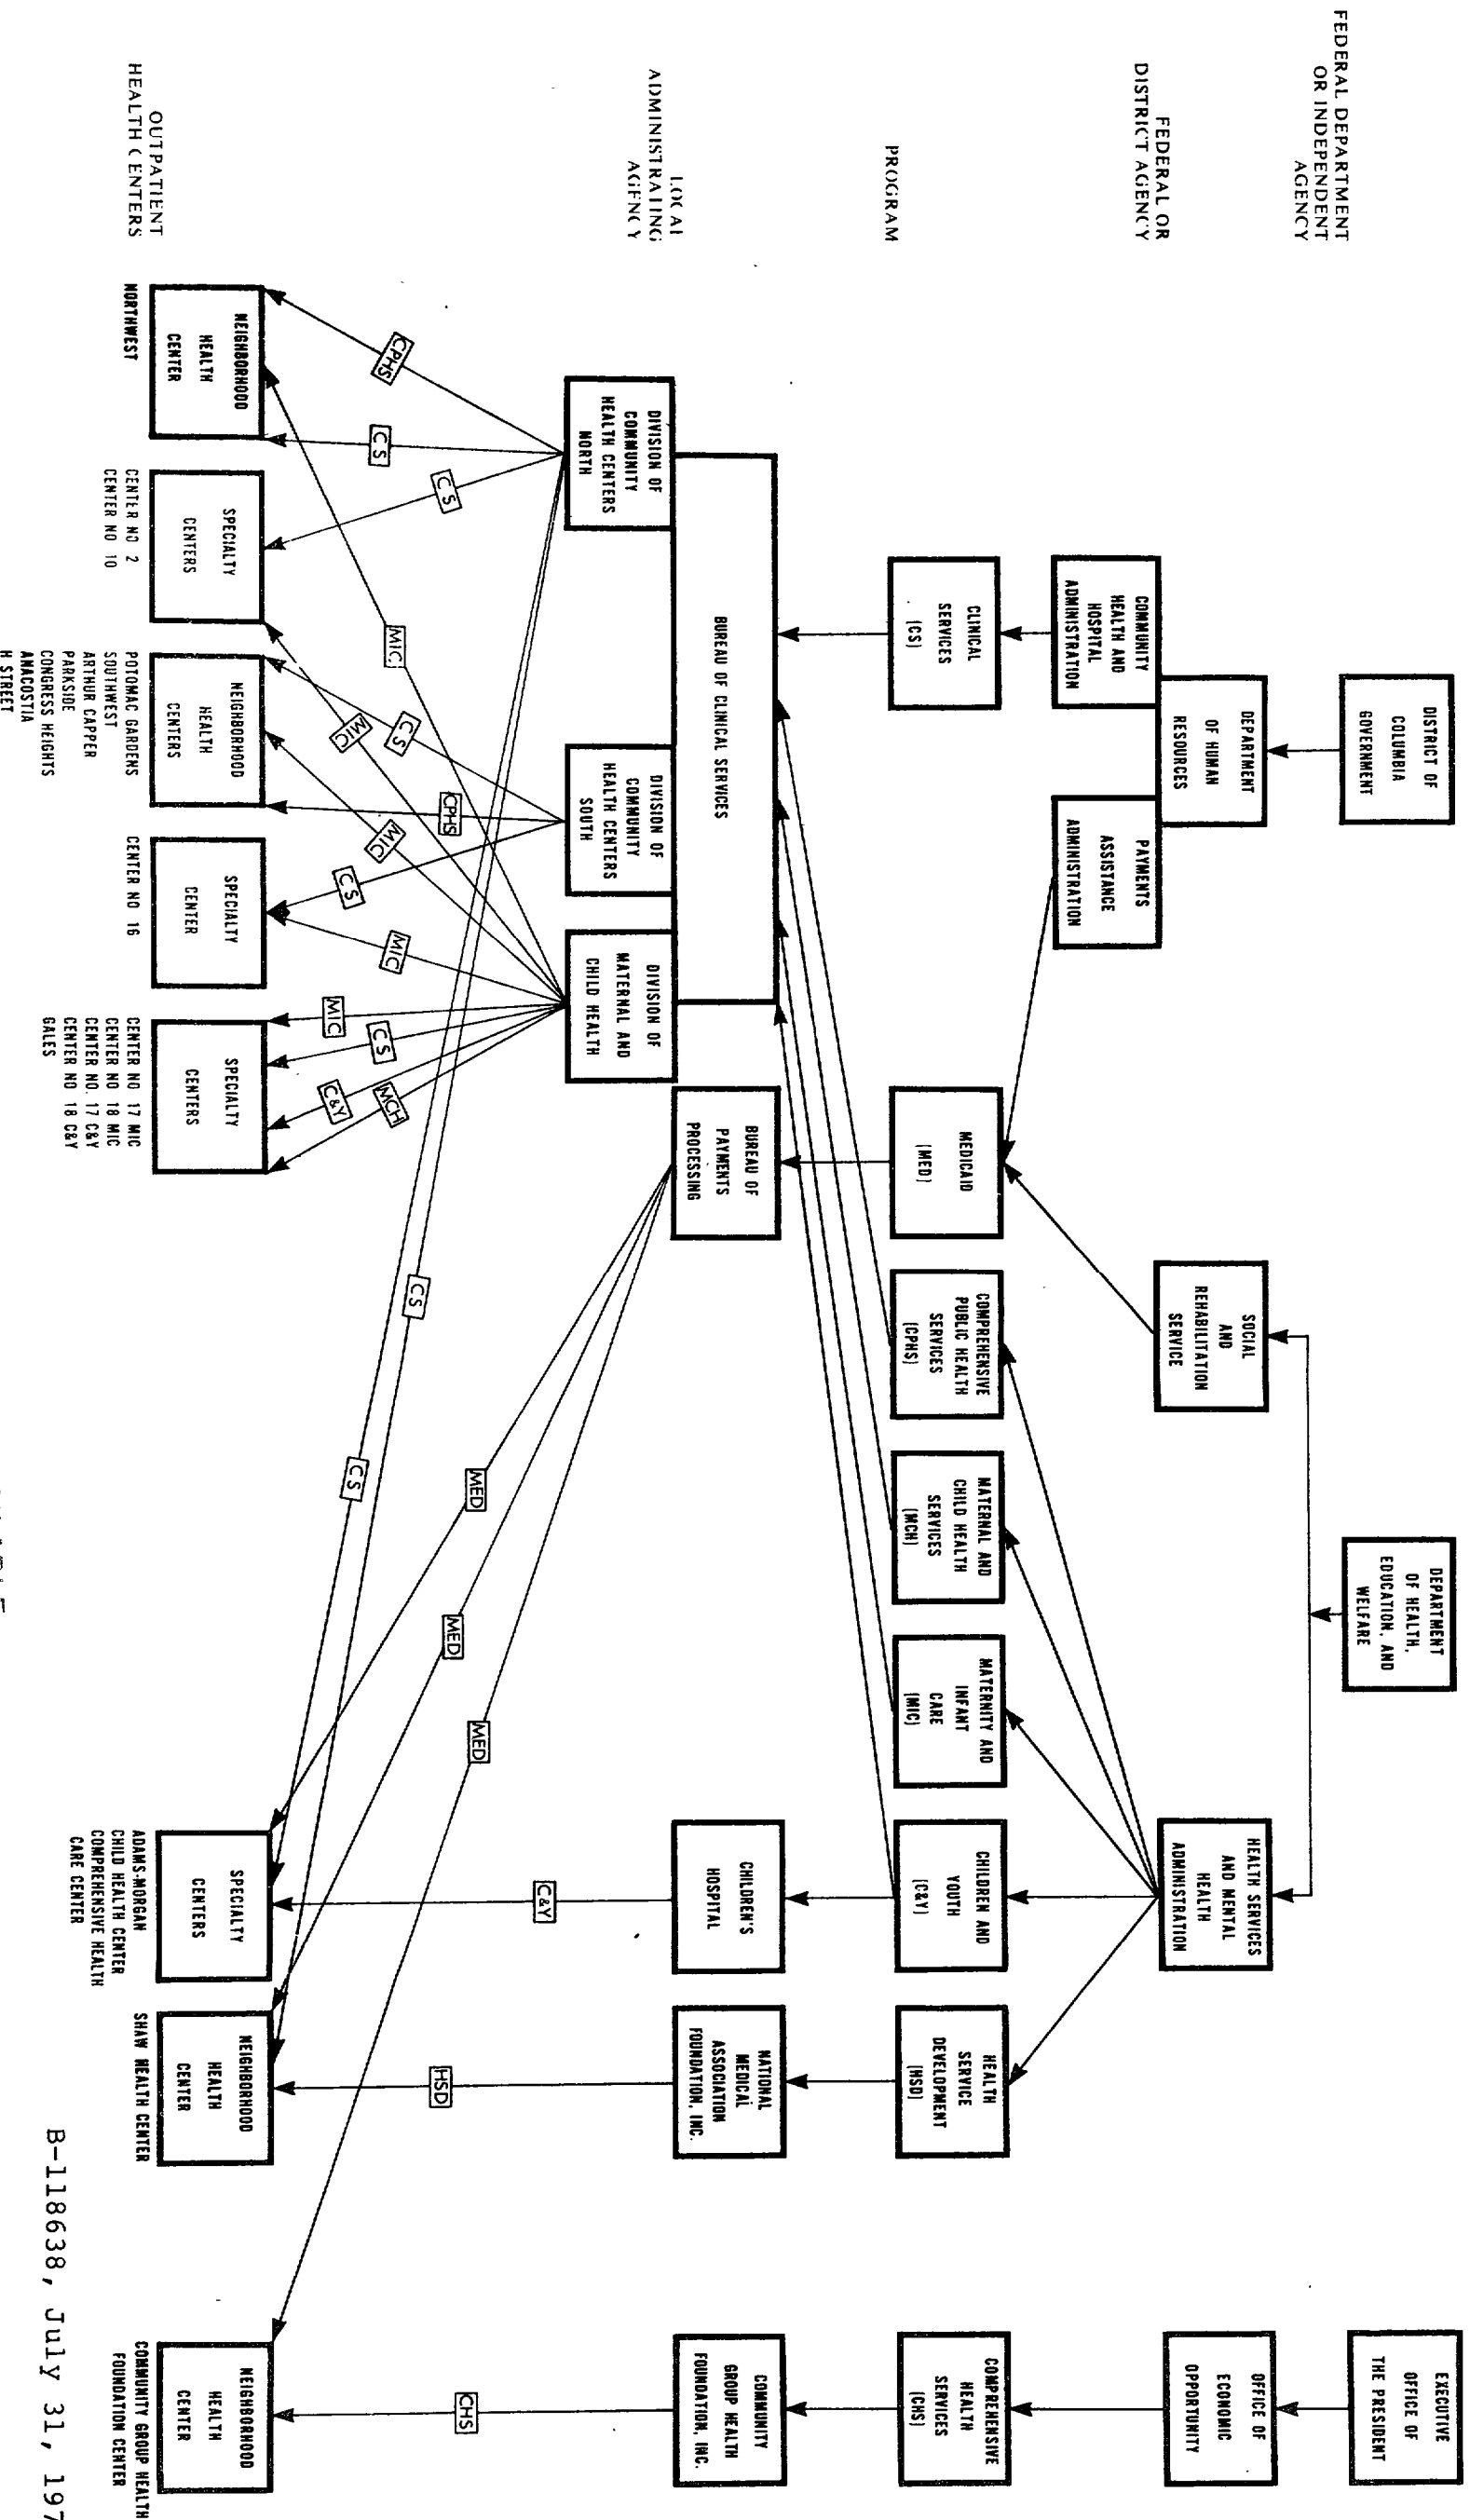 FEDERAL DEPARTMENT
OR INDEPENDENT
AGENCY
DISTRICT OF
COLUMBIA
GOVERNMENT
DEPARTMENT
OF HEALTH,
EDUCATION, AND
WELFARE
EXECUTIVE
OFFICE OF
THE PRESIDENT
FEDERAL OR
DISTRICT AGENCY
DEPARTMENT
OF HUMAN
RESOURCES
COMMUNITY
HEALTH AND
HOSPITAL
ADMINISTRATION
PAYMENTS
ASSISTANCE
ADMINISTRATION
SOCIAL
AND
REHABILITATION
SERVICE
HEALTH SERVICES
AND MENTAL
HEALTH
ADMINISTRATION
OFFICE OF
ECONOMIC
OPPORTUNITY
PROGRAM
CLINICAL
SERVICES
(CS)
MEDICAID
(MED)
COMPREHENSIVE
PUBLIC HEALTH
SERVICES
(CPHS)
MATERNAL AND
CHILD HEALTH
SERVICES
(MCH)
MATERNITY AND
INFANT
CARE
(MIC)
CHILDREN AND
YOUTH
(C&Y)
HEALTH
SERVICE
DEVELOPMENT
(HSD)
COMPREHENSIVE
HEALTH
SERVICES
(CHS)
LOCAL
ADMINISTRATING
AGENCY
BUREAU OF CLINICAL SERVICES
DIVISION OF
COMMUNITY
HEALTH CENTERS
NORTH
DIVISION OF
COMMUNITY
HEALTH CENTERS
SOUTH
DIVISION OF
MATERNAL AND
CHILD HEALTH
BUREAU OF
PAYMENTS
PROCESSING
CHILDREN'S
HOSPITAL
NATIONAL
MEDICAL
ASSOCIATION
FOUNDATION, INC.
COMMUNITY
GROUP HEALTH
FOUNDATION, INC.
CPHS
CS
CS
MIC
MIC
CS
MIC
CPHS
CS
MIC
MIC
CS
C&Y
MCH
CS
CS
MED
MED
MED
C&Y
HSD
CHS
OUTPATIENT
HEALTH CENTERS
NEIGHBORHOOD
HEALTH
CENTER
NORTHWEST
SPECIALTY
CENTERS
CENTER NO 2
CENTER NO 10
NEIGHBORHOOD
HEALTH
CENTERS
POTOMAC GARDENS
SOUTHWEST
ARTHUR CAPPER
PARKSIDE
CONGRESS HEIGHTS
ANACOSTIA
H STREET
SPECIALTY
CENTER
CENTER NO 16
SPECIALTY
CENTERS
CENTER NO 17 MIC
CENTER NO 18 MIC
CENTER NO. 17 C&Y
CENTER NO 18 C&Y
GALES
SPECIALTY
CENTERS
ADAMS-MORGAN
CHILD HEALTH CENTER
COMPREHENSIVE HEALTH
CARE CENTER
NEIGHBORHOOD
HEALTH
CENTER
SHAW HEALTH CENTER
NEIGHBORHOOD
HEALTH
CENTER
COMMUNITY GROUP HEALTH
FOUNDATION CENTER
B-118638, July 31, 197